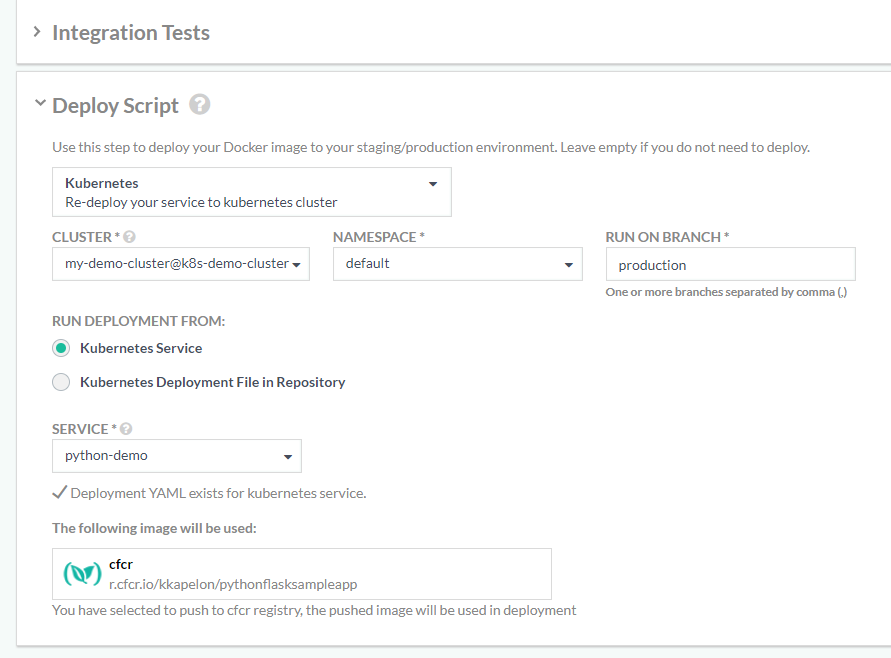 Integration Tests
Deploy Script ?
Use this step to deploy your Docker image to your staging/production environment. Leave empty if you do not need to deploy.
Kubernetes
Re-deploy your service to kubernetes cluster
CLUSTER * ? NAMESPACE * RUN ON BRANCH *
my-demo-cluster@k8s-demo-cluster default production
One or more branches separated by comma (,)
RUN DEPLOYMENT FROM:
Kubernetes Service
Kubernetes Deployment File in Repository
SERVICE * ?
python-demo
Deployment YAML exists for kubernetes service.
The following image will be used:
cfcr
r.cfcr.io/kkapelon/pythonflasksampleapp
You have selected to push to cfcr registry, the pushed image will be used in deployment